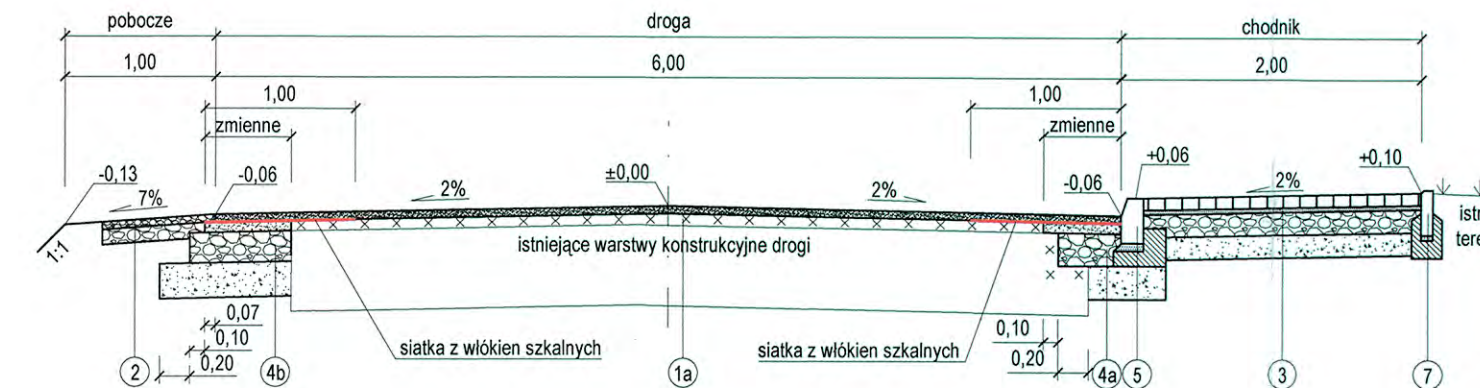 pobocze droga chodnik
1,00 6,00 2,00
1,00 1,00
zmienne zmienne
-0,13 -0,06 ±0,00 -0,06 +0,06 +0,10
7% 2% 2% 2%
1:1
istniejące warstwy konstrukcyjne drogi
0,07
0,10
0,20
siatka z włókien szkalnych siatka z włókien szkalnych
0,10
0,20
2 4b 1a 4a 5 3 7